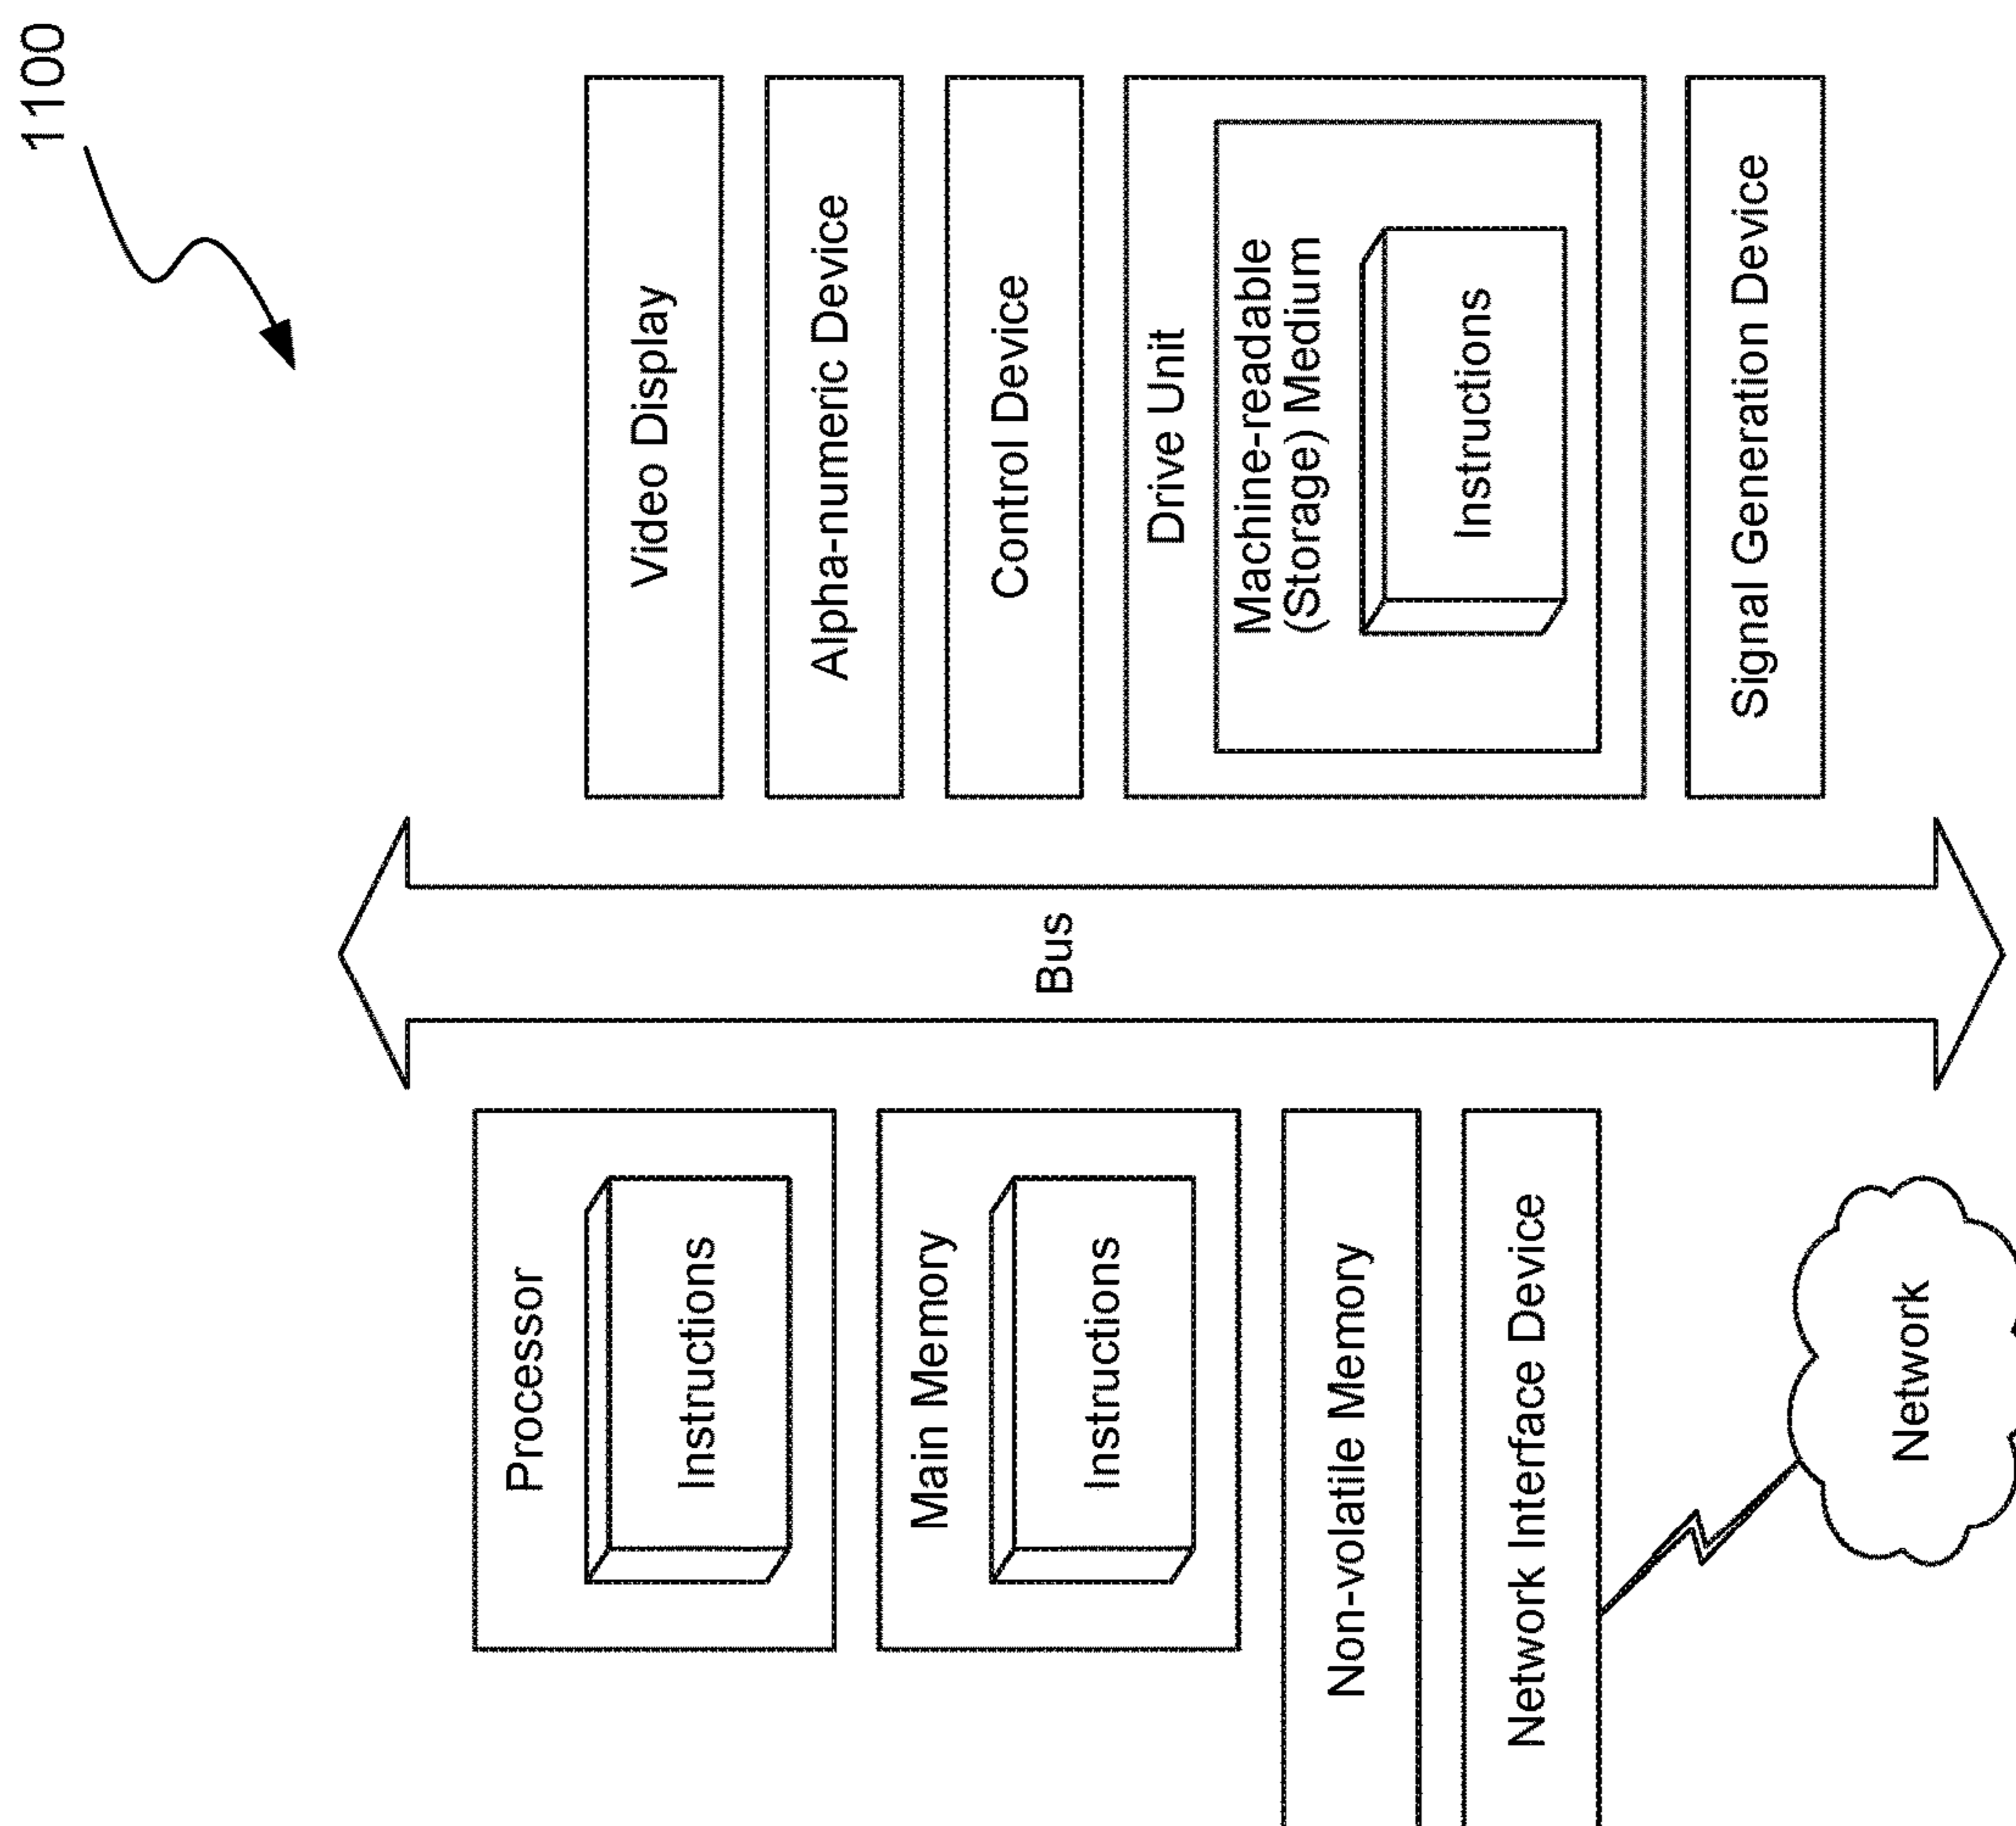 1100
Processor
Instructions
Main Memory
Instructions
Non-volatile Memory
Network Interface Device
Network
Bus
Video Display
Alpha-numeric Device
Control Device
Drive Unit
Machine-readable
(Storage) Medium
Instructions
Signal Generation Device